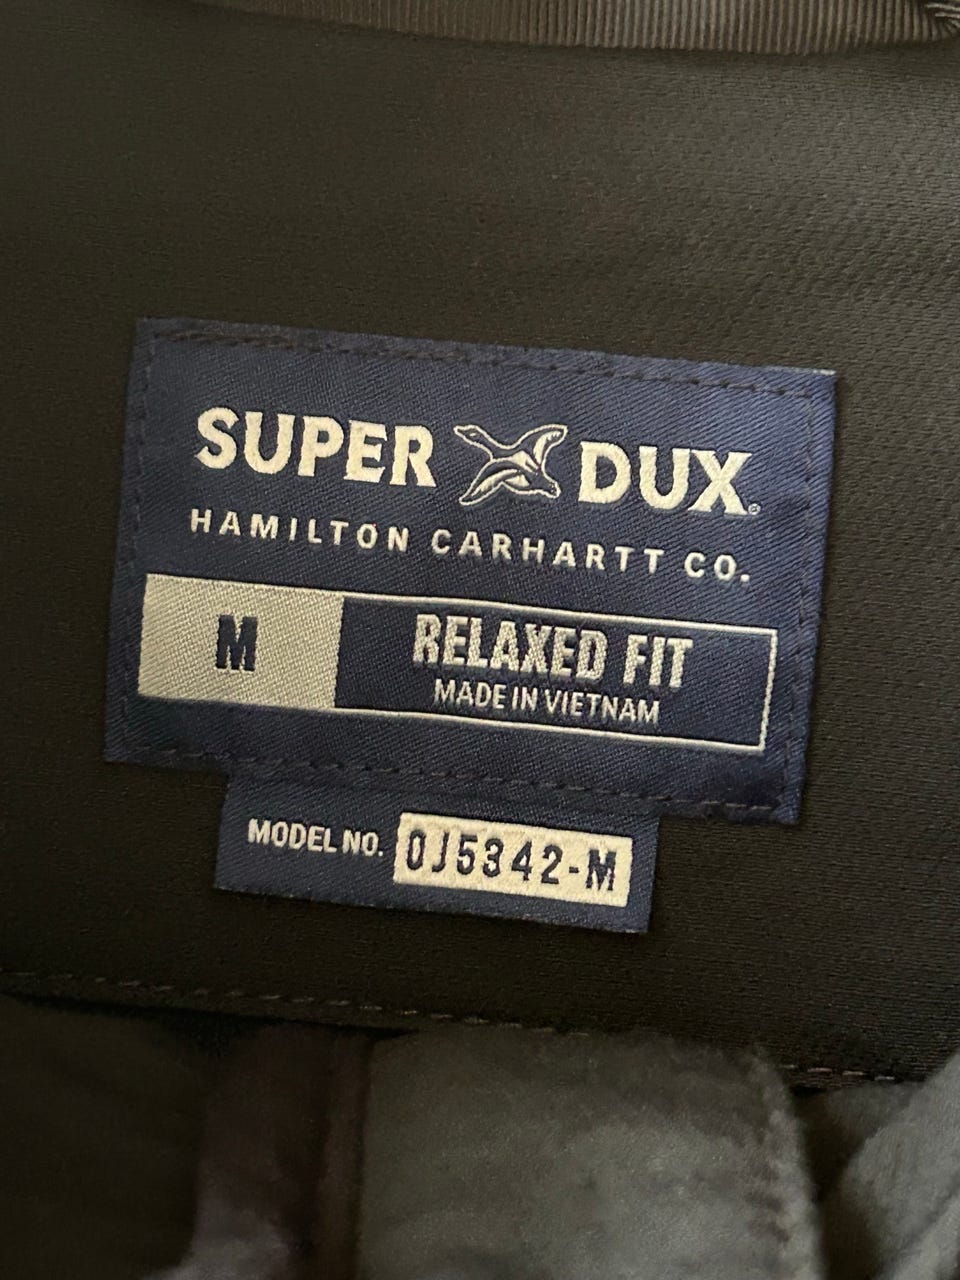 SUPER DUX®
HAMILTON CARHARTT CO.
M
RELAXED FIT
MADE IN VIETNAM
MODEL NO. 0J5342-M